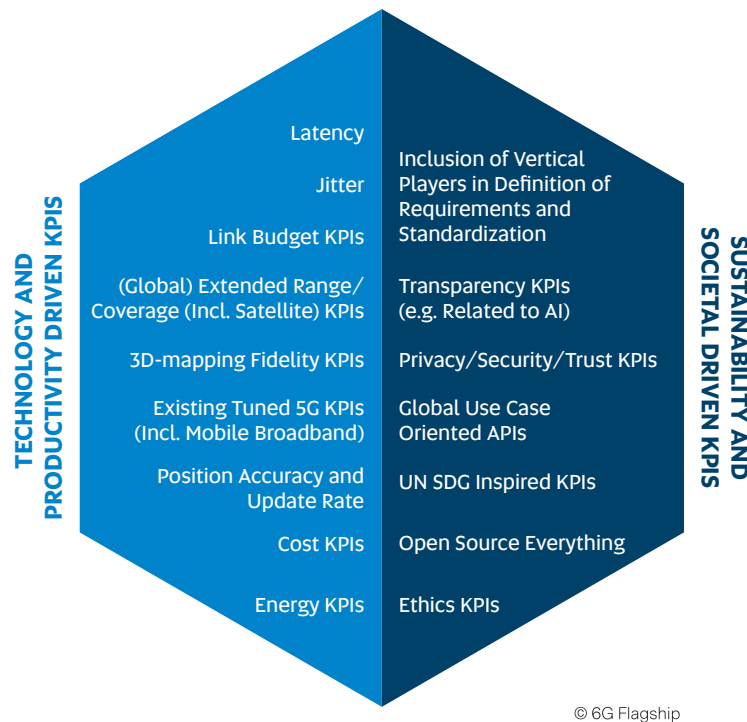 TECHNOLOGY AND
PRODUCTIVITY DRIVEN KPIS
Latency
Jitter
Link Budget KPIs
(Global) Extended Range/
Coverage (Incl. Satellite) KPIs
3D-mapping Fidelity KPIs
Existing Tuned 5G KPIs
(Incl. Mobile Broadband)
Position Accuracy and
Update Rate
Cost KPIs
Energy KPIs
Inclusion of Vertical
Players in Definition of
Requirements and
Standardization
Transparency KPIs
(e.g. Related to AI)
Privacy/Security/Trust KPIs
Global Use Case
Oriented APIs
UN SDG Inspired KPIs
Open Source Everything
Ethics KPIs
SUSTAINABILITY AND
SOCIETAL DRIVEN KPIS
© 6G Flagship